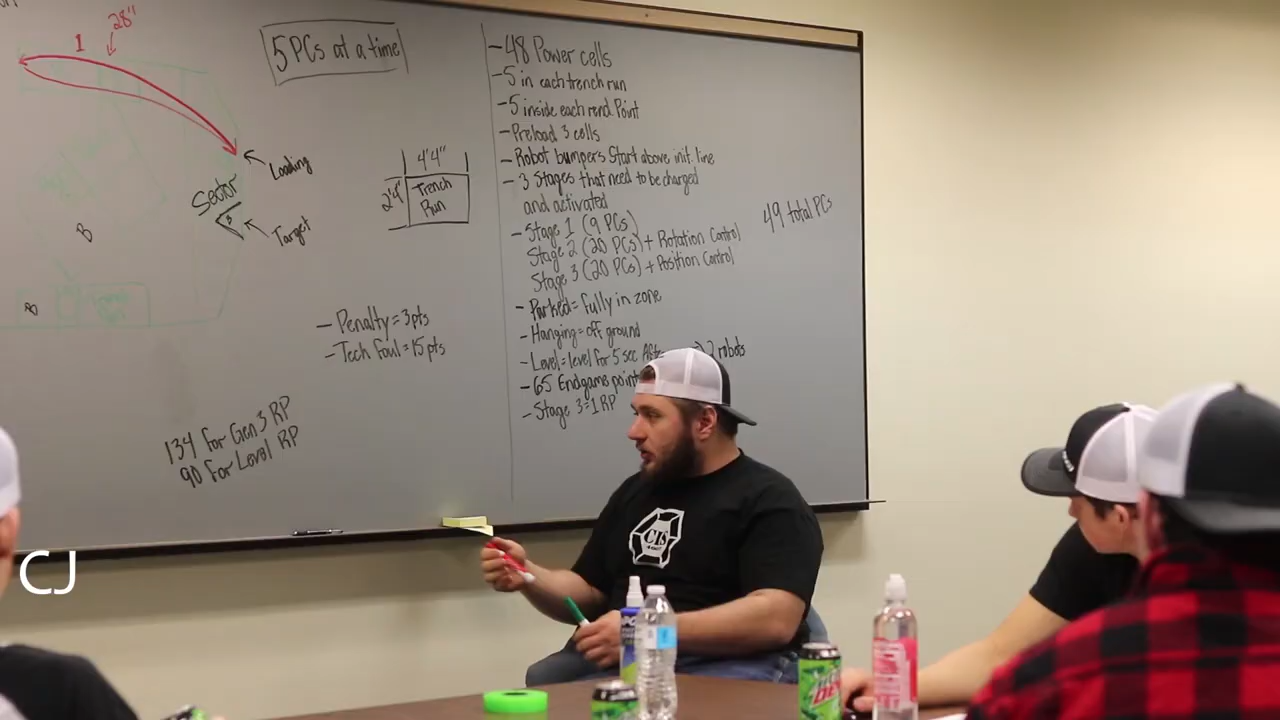 28"
1
5 PCs at a time
Loading
Sector
Target
B
4'4"
2'4"
Trench
Run
- Penalty = 3pts
- Tech foul = 15 pts
134 for Gen 3 RP
90 for Level RP
- 48 Power cells
- 5 in each trench run
- 5 inside each rend Point
- Preload 3 cells
- Robot bumpers Start above init. line
- 3 Stages that need to be charged
and activated
- Stage 1 (9 PCs)
Stage 2 (20 PCs) + Rotation Control
Stage 3 (20 PCs) + Position Control
49 total PCs
- Parked = fully in zone
- Hanging = off ground
- Level = level for 5 sec 2 robots
- 65 Endgame point
- Stage 3 = 1 RP
CIS
CJ